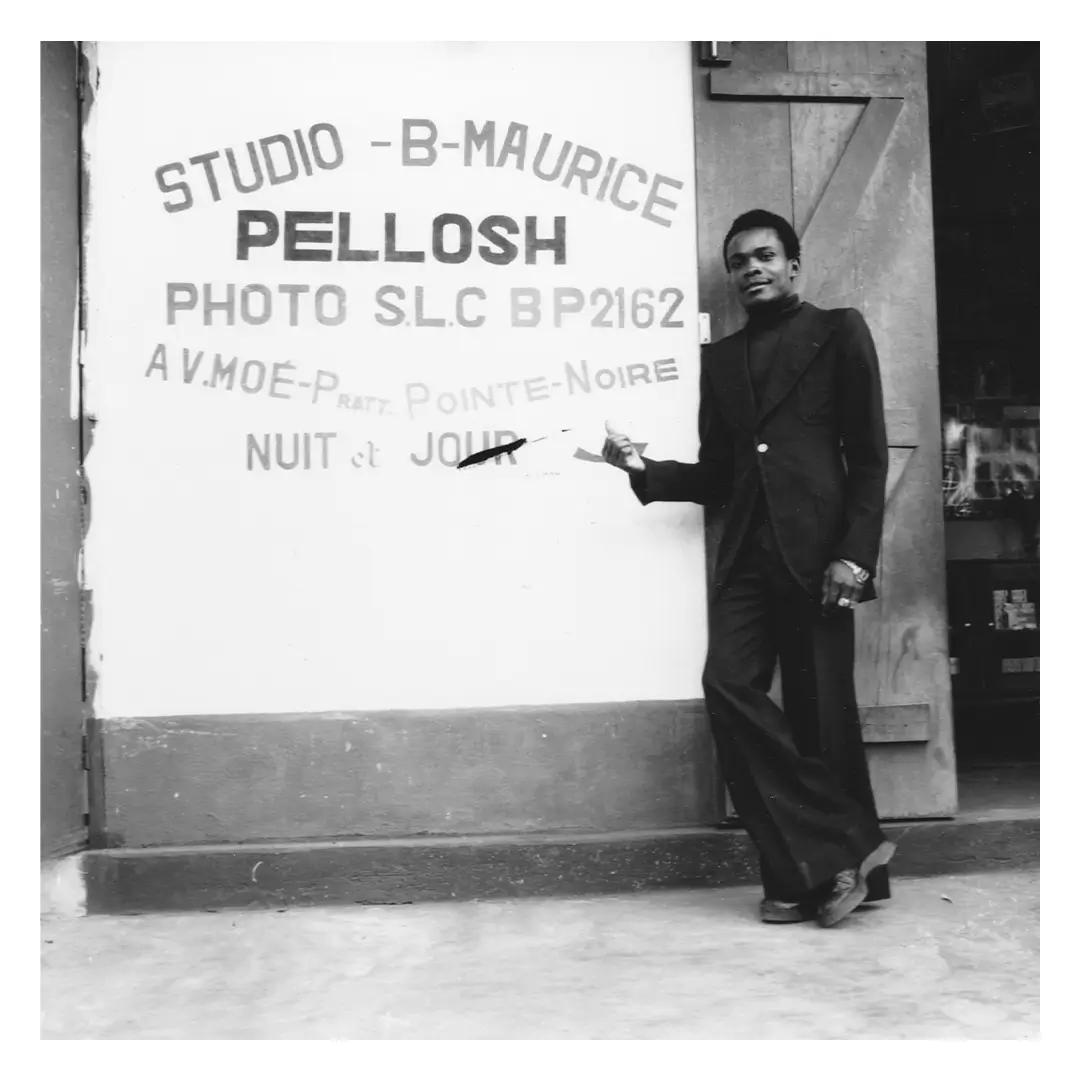 STUDIO -B-MAURICE
PELLOSH
PHOTO S.L.C BP2162
AV.MOÉ-PRATT. POINTE-NOIRE
NUIT et JOUR